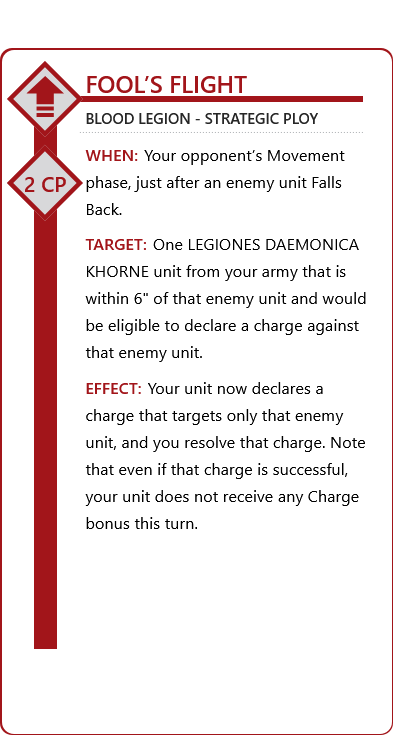 FOOL’S FLIGHT
BLOOD LEGION - STRATEGIC PLOY
2 CP
WHEN: Your opponent’s Movement
phase, just after an enemy unit Falls
Back.
TARGET: One LEGIONES DAEMONICA
KHORNE unit from your army that is
within 6" of that enemy unit and would
be eligible to declare a charge against
that enemy unit.
EFFECT: Your unit now declares a
charge that targets only that enemy
unit, and you resolve that charge. Note
that even if that charge is successful,
your unit does not receive any Charge
bonus this turn.